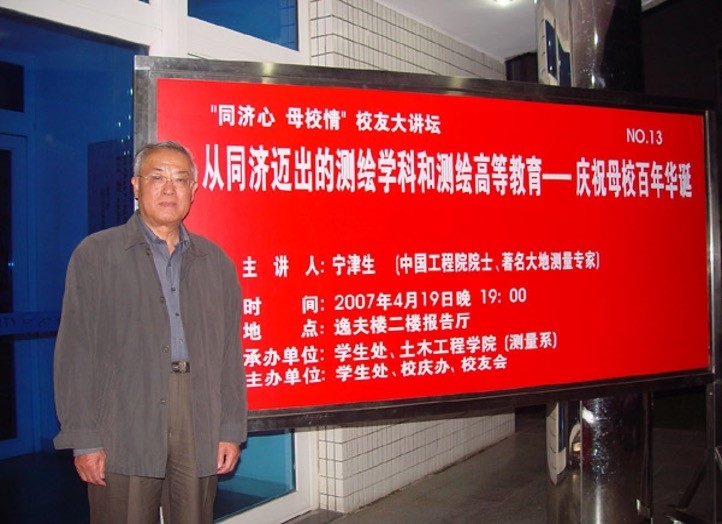 "同济心 母校情" 校友大讲坛
NO.13
从同济迈出的测绘学科和测绘高等教育——庆祝母校百年华诞
主 讲 人: 宁津生 (中国工程院院士、著名大地测量专家)
时 间: 2007年4月19日晚 19: 00
地 点: 逸夫楼二楼报告厅
承办单位: 学生处、土木工程学院 (测量系)
主办单位: 学生处、校庆办、校友会